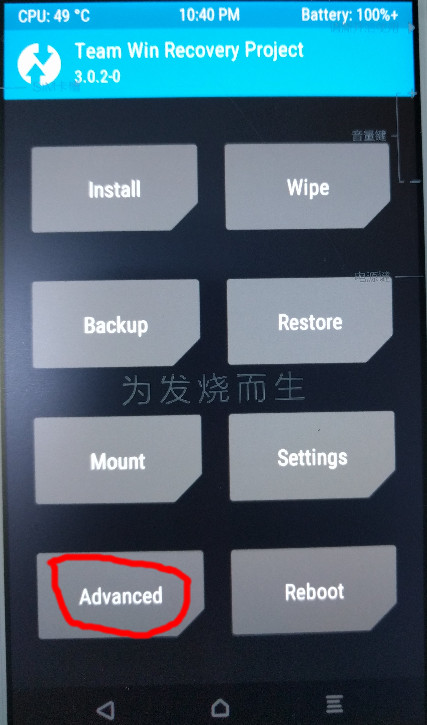 CPU: 49 °C 10:40 PM Battery: 100%+
Team Win Recovery Project
3.0.2-0
音量键
Install Wipe
电源键
Backup Restore
为发烧而生
Mount Settings
Advanced Reboot